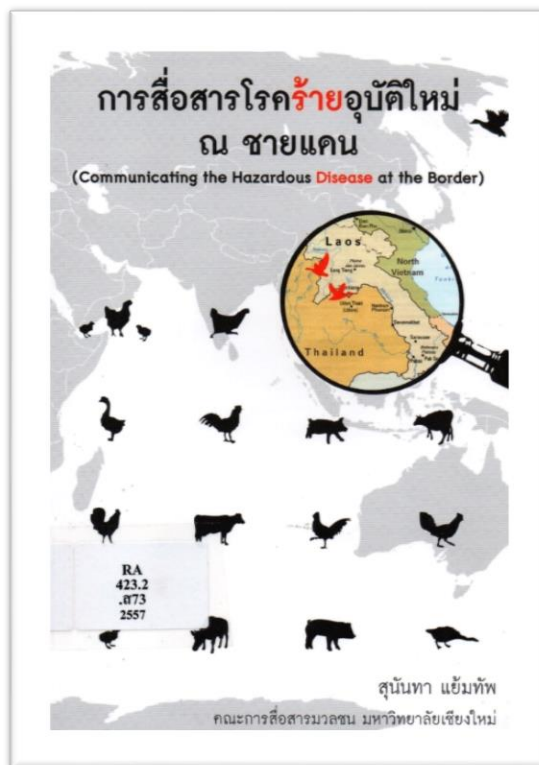 การสื่อสารโรคร้ายอุบัติใหม่
ณ ชายแดน
(Communicating the Hazardous Disease at the Border)
Laos
North
Vietnam
Thailand
RA
423.2
.ส73
2557
สุนันทา แย้มทัพ
คณะการสื่อสารมวลชน มหาวิทยาลัยเชียงใหม่